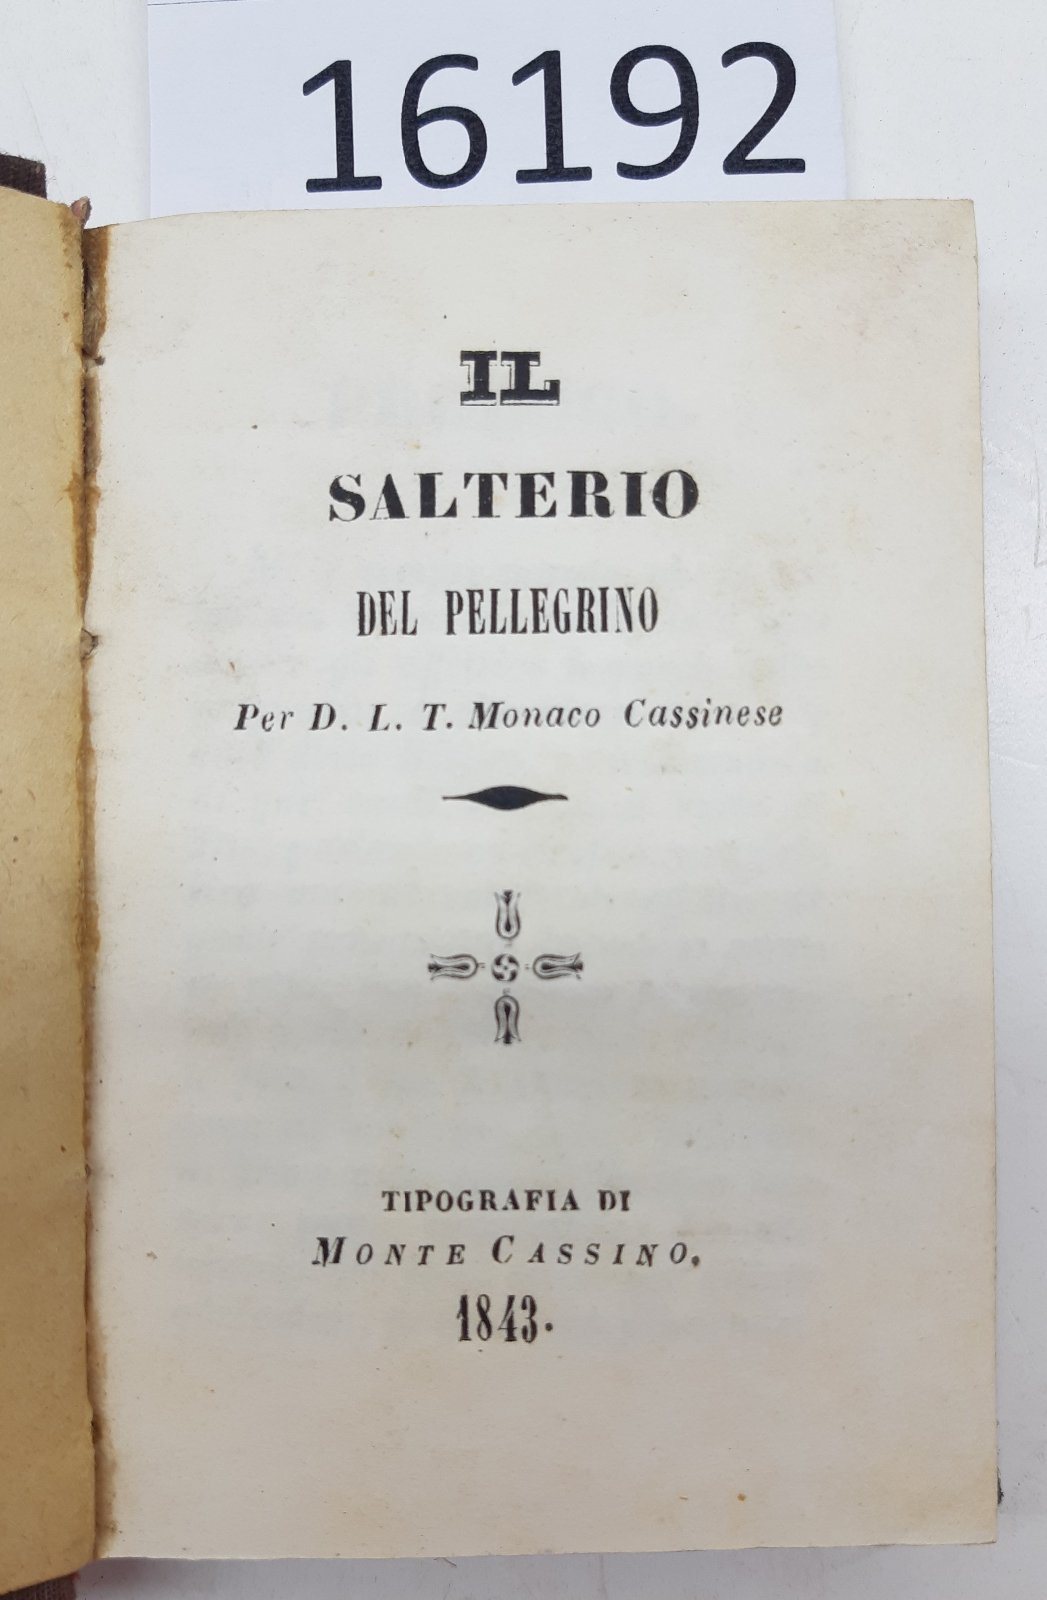 16192
IL
SALTERIO
DEL PELLEGRINO
Per D. L. T. Monaco Cassinese
TIPOGRAFIA DI
MONTE CASSINO.
1843.